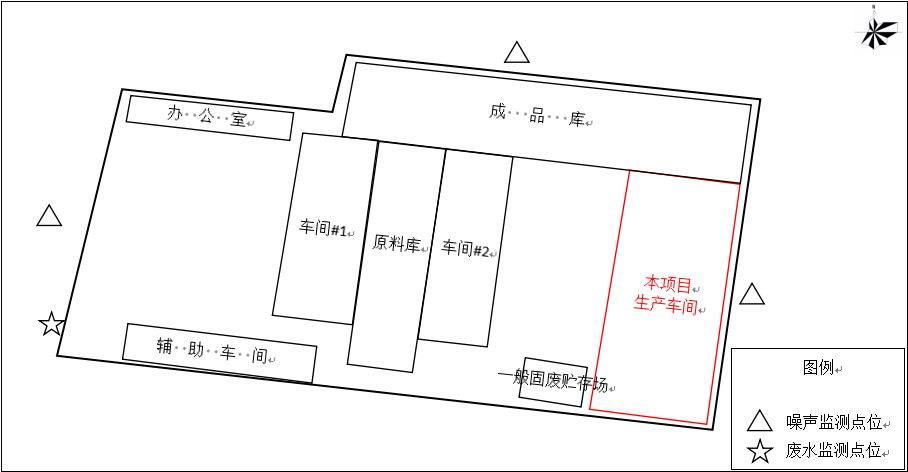 N
办公室
成品库
车间#1
原料库
车间#2
本项目
生产车间
辅助车间
一般固废贮存场
图例
噪声监测点位
废水监测点位